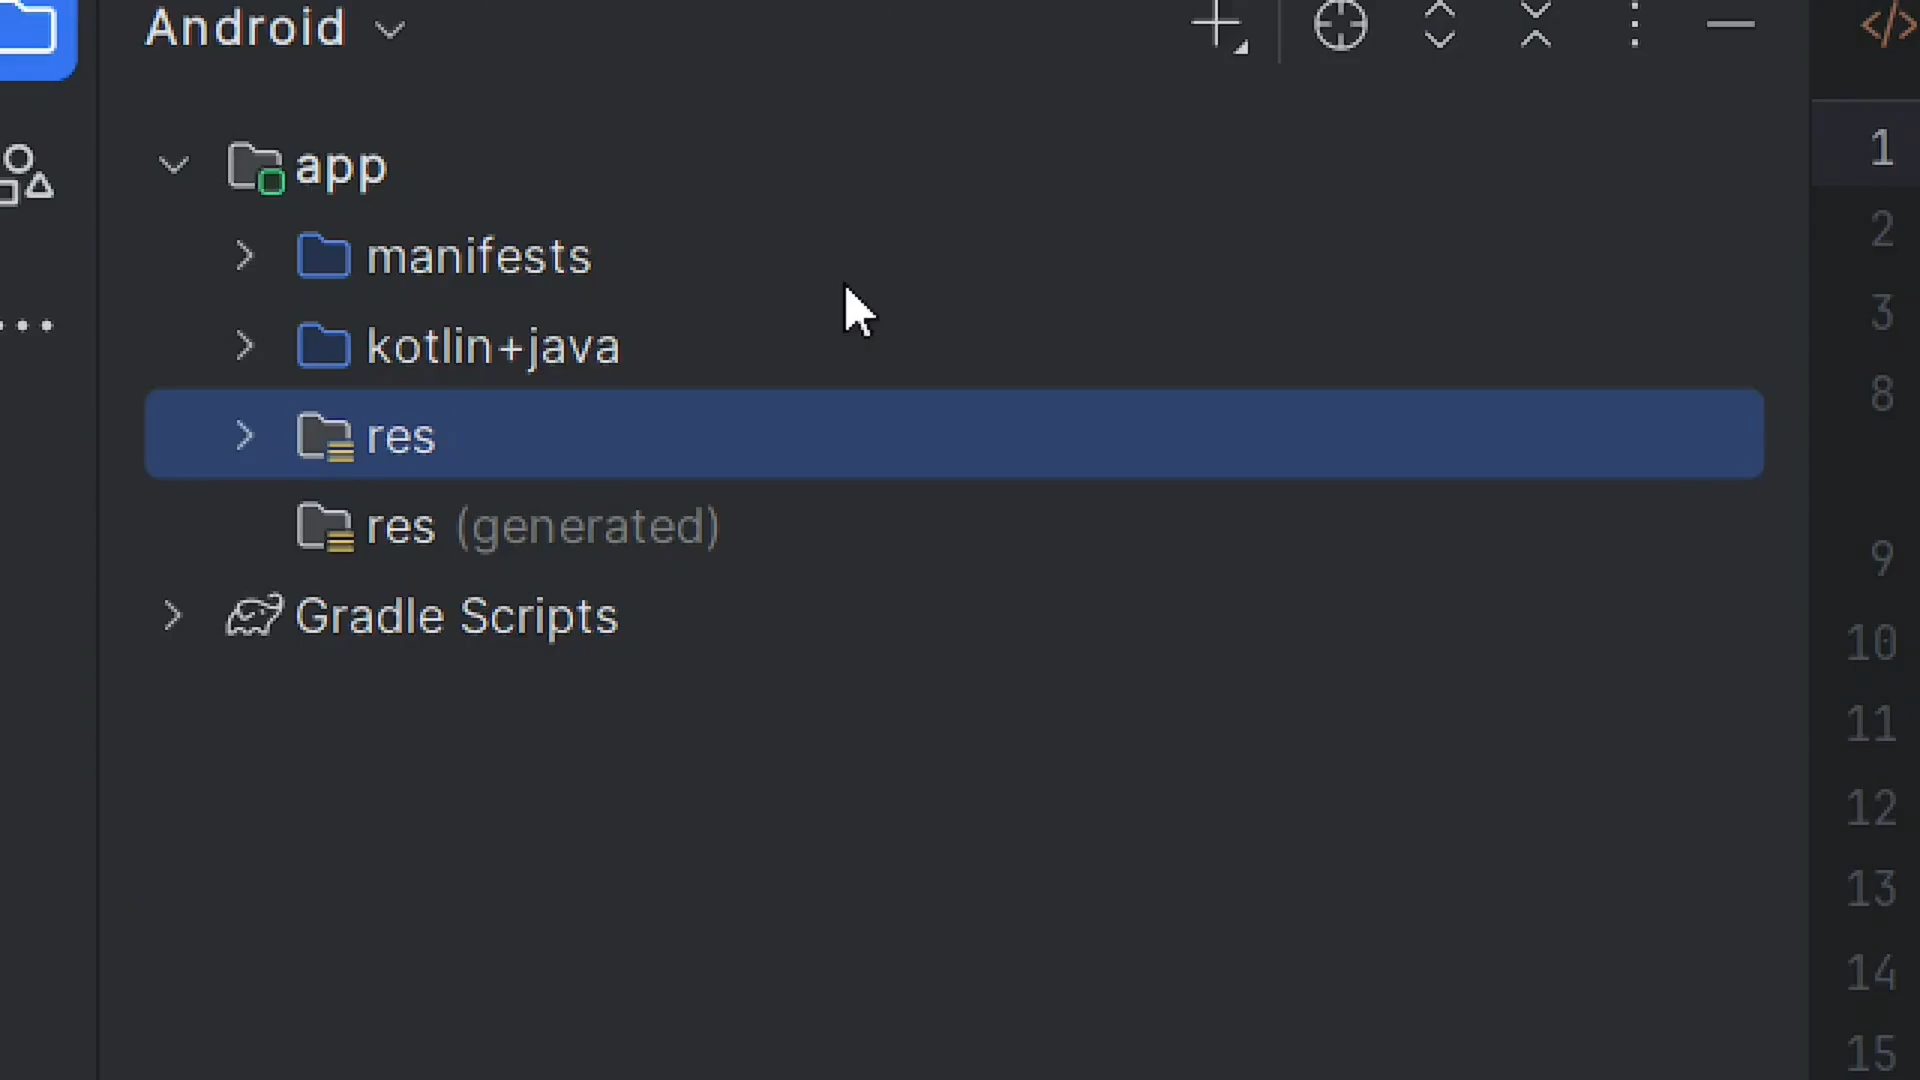 Android
app
manifests
kotlin+java
res
res (generated)
Gradle Scripts
</>
1
2
3
8
9
10
11
12
13
14
15